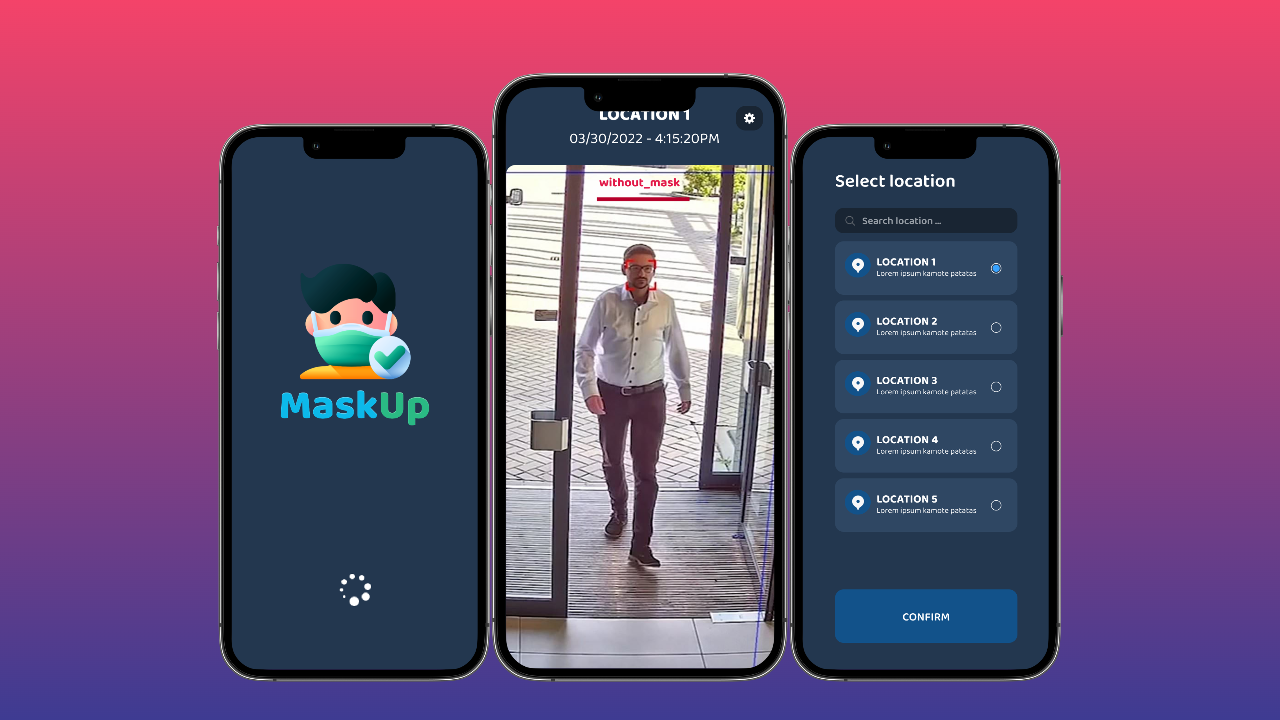 MaskUp
LOCATION 1
03/30/2022 - 4:15:20PM
without_mask
Select location
Search location ...
LOCATION 1
Lorem ipsum kamote patatas
LOCATION 2
Lorem ipsum kamote patatas
LOCATION 3
Lorem ipsum kamote patatas
LOCATION 4
Lorem ipsum kamote patatas
LOCATION 5
Lorem ipsum kamote patatas
CONFIRM